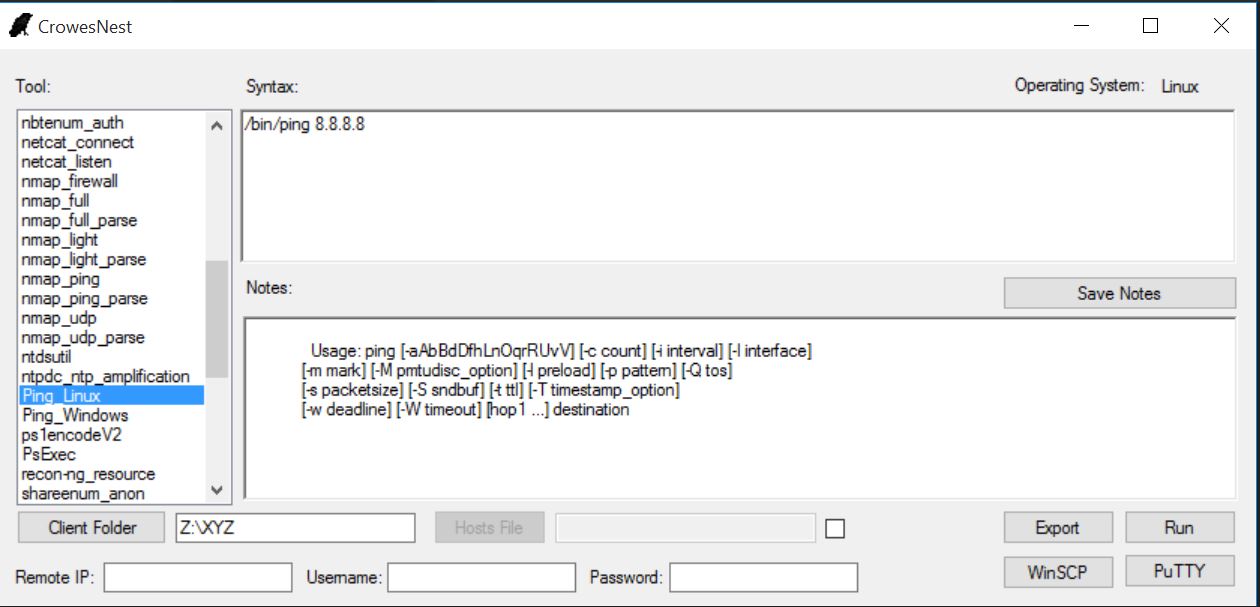 CrowesNest
Tool:
Syntax:
Operating System: Linux
nbtenum_auth
netcat_connect
netcat_listen
nmap_firewall
nmap_full
nmap_full_parse
nmap_light
nmap_light_parse
nmap_ping
nmap_ping_parse
nmap_udp
nmap_udp_parse
ntdsutil
ntpdc_ntp_amplification
Ping_Linux
Ping_Windows
ps1encodeV2
PsExec
recon-ng_resource
shareenum_anon
/bin/ping 8.8.8.8
Notes:
Save Notes
Usage: ping [-aAbBdDfhLnOqrRUvV] [-c count] [-i interval] [-I interface]
[-m mark] [-M pmtudisc_option] [-l preload] [-p pattern] [-Q tos]
[-s packetsize] [-S sndbuf] [-t ttl] [-T timestamp_option]
[-w deadline] [-W timeout] [hop1 ...] destination
Client Folder
Z:\XYZ
Hosts File
Export
Run
Remote IP:
Username:
Password:
WinSCP
PuTTY